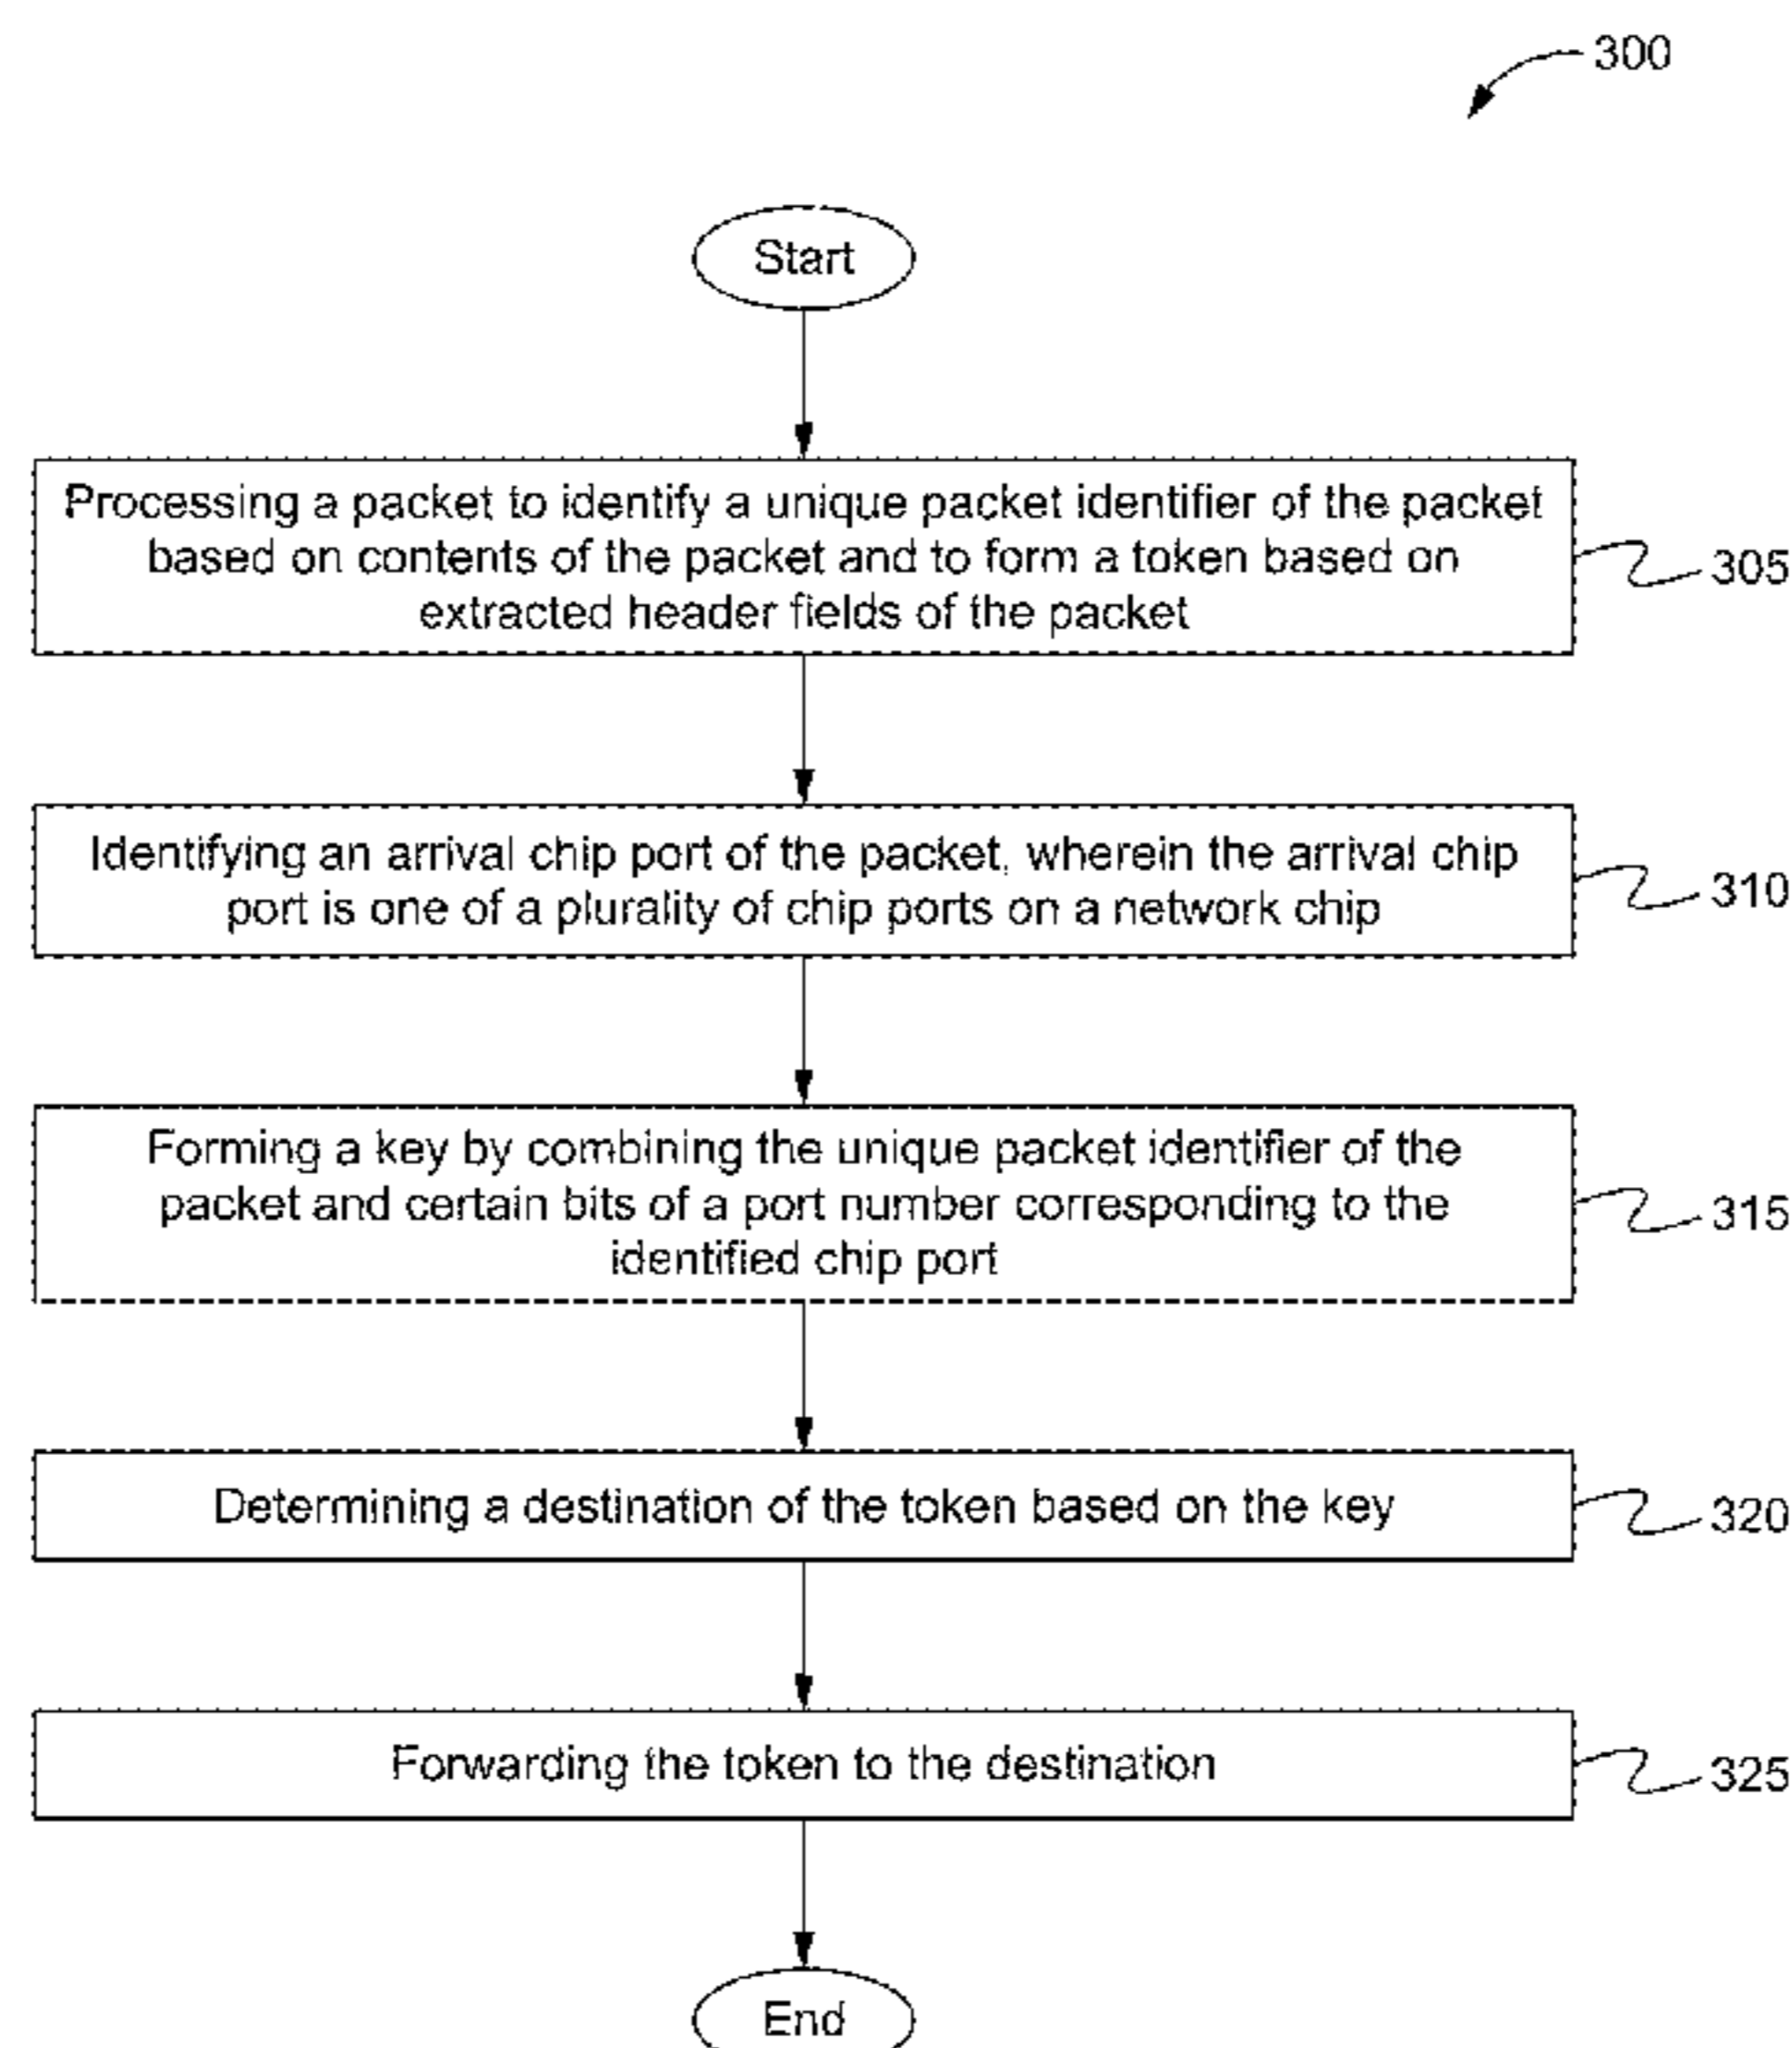 300
Start
Processing a packet to identify a unique packet identifier of the packet
based on contents of the packet and to form a token based on
extracted header fields of the packet
305
Identifying an arrival chip port of the packet, wherein the arrival chip
port is one of a plurality of chip ports on a network chip
310
Forming a key by combining the unique packet identifier of the
packet and certain bits of a port number corresponding to the
identified chip port
315
Determining a destination of the token based on the key
320
Forwarding the token to the destination
325
End